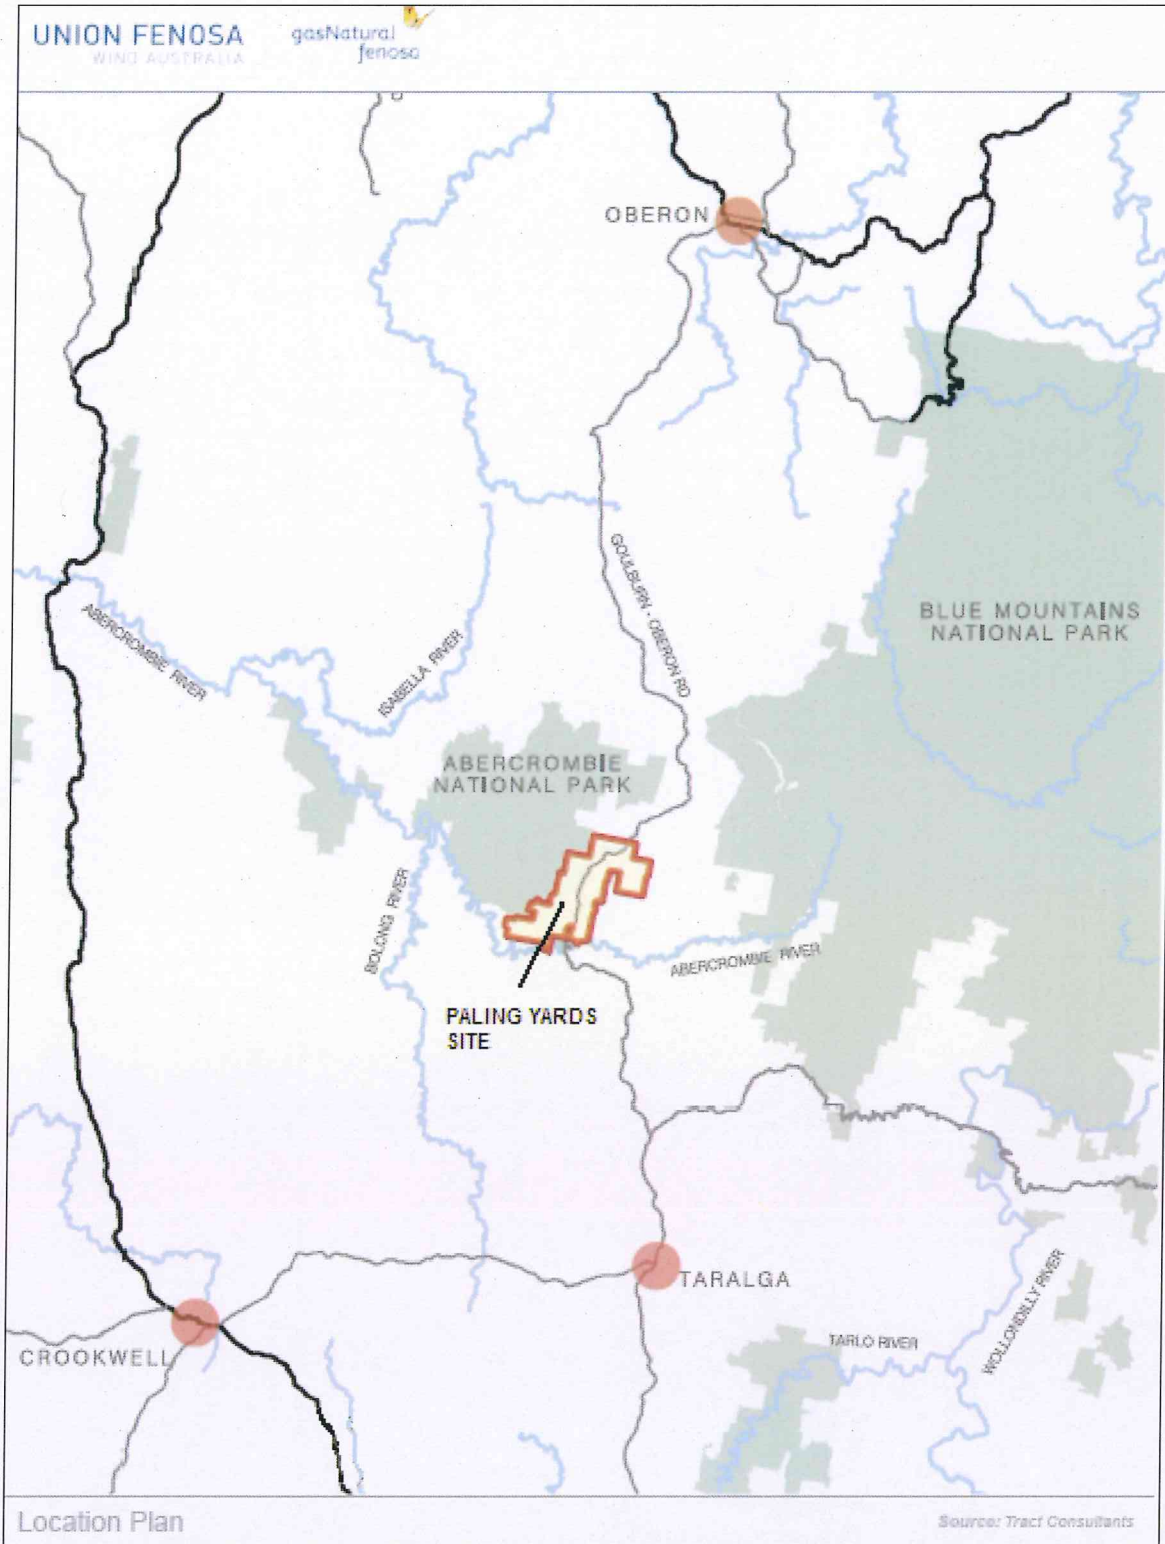 UNION FENOSA
WIND AUSTRALIA
gasNatural
fenosa
OBERON
GOULBURN - OBERON RD
BLUE MOUNTAINS
NATIONAL PARK
ABERCROMBIE RIVER
ISABELLA RIVER
ABERCROMBIE
NATIONAL PARK
BOLONG RIVER
ABERCROMBIE RIVER
PALING YARDS
SITE
TARALGA
CROOKWELL
TARLO RIVER
WOLLONDILLY RIVER
Location Plan
Source: Tract Consultants